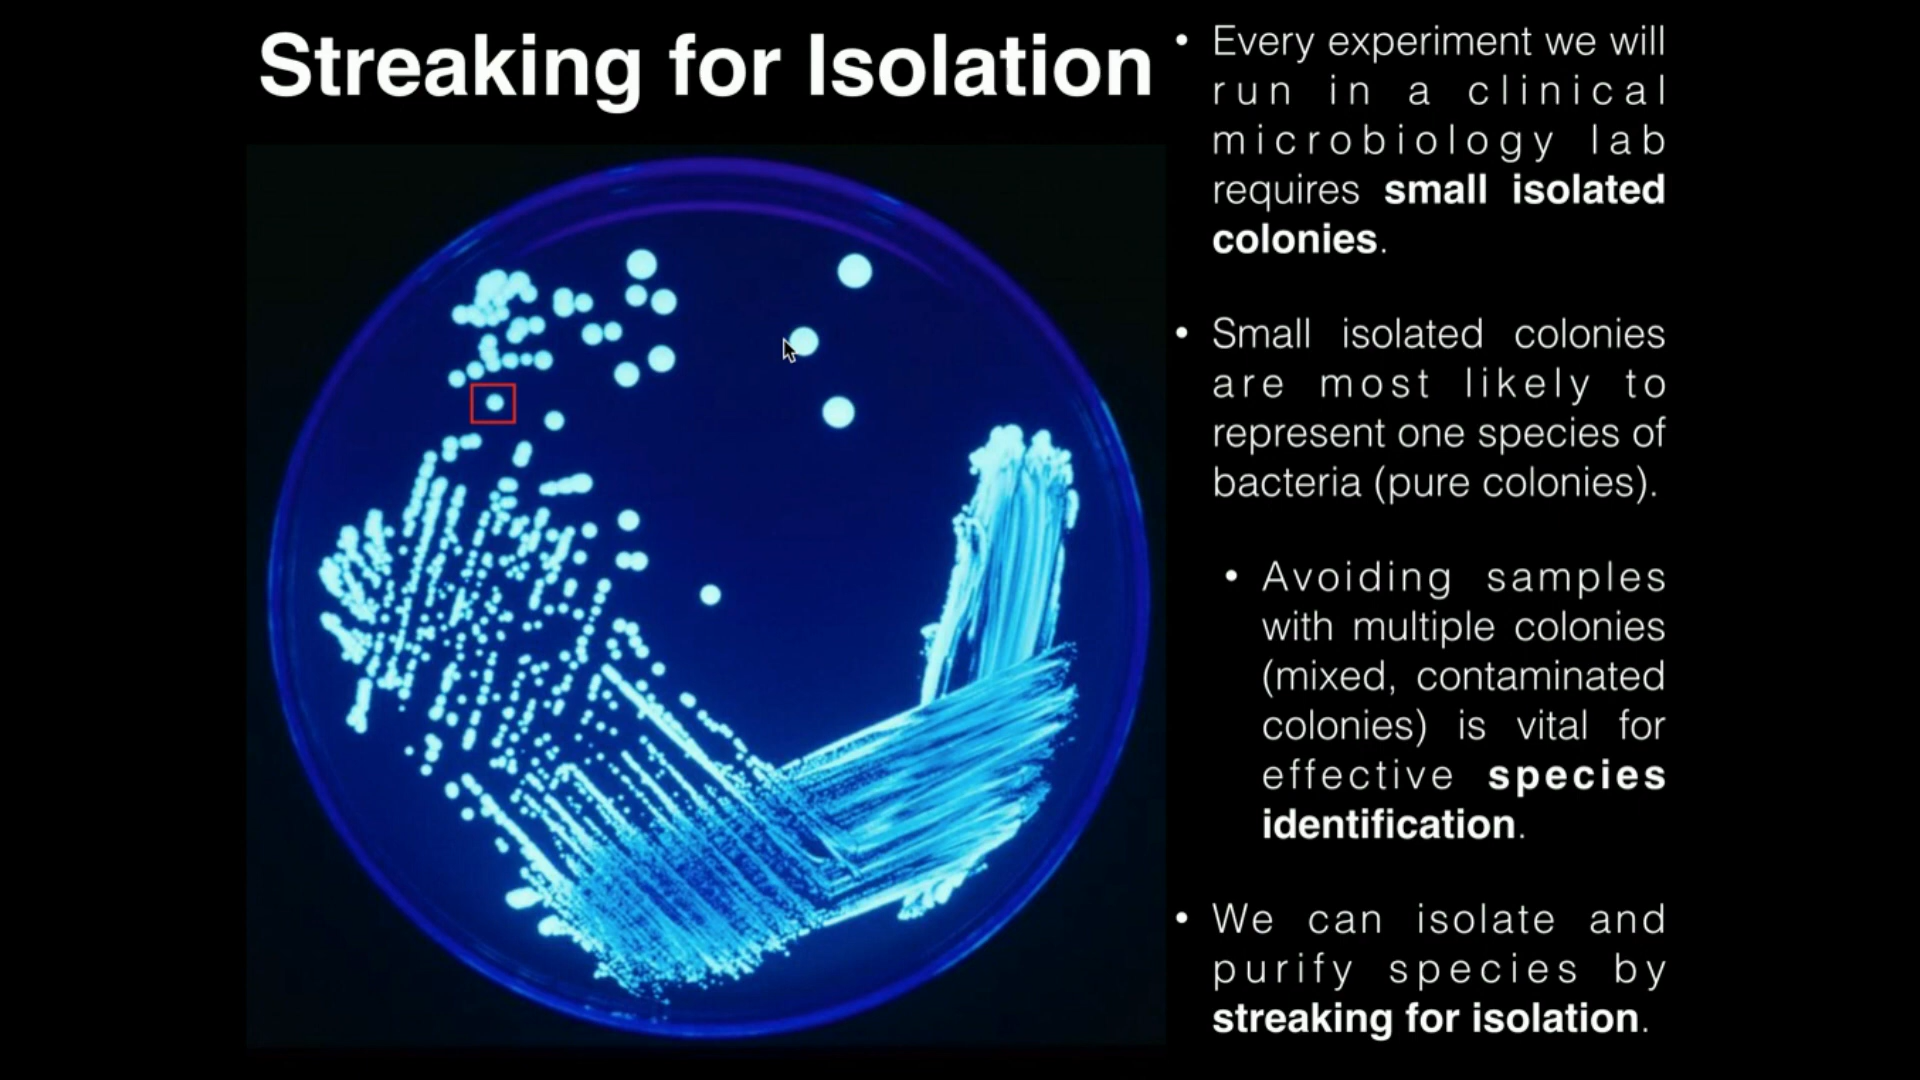 Streaking for Isolation
• Every experiment we will
run in a clinical
microbiology lab
requires small isolated
colonies.
• Small isolated colonies
are most likely to
represent one species of
bacteria (pure colonies).
• Avoiding samples
with multiple colonies
(mixed, contaminated
colonies) is vital for
effective species
identification.
• We can isolate and
purify species by
streaking for isolation.